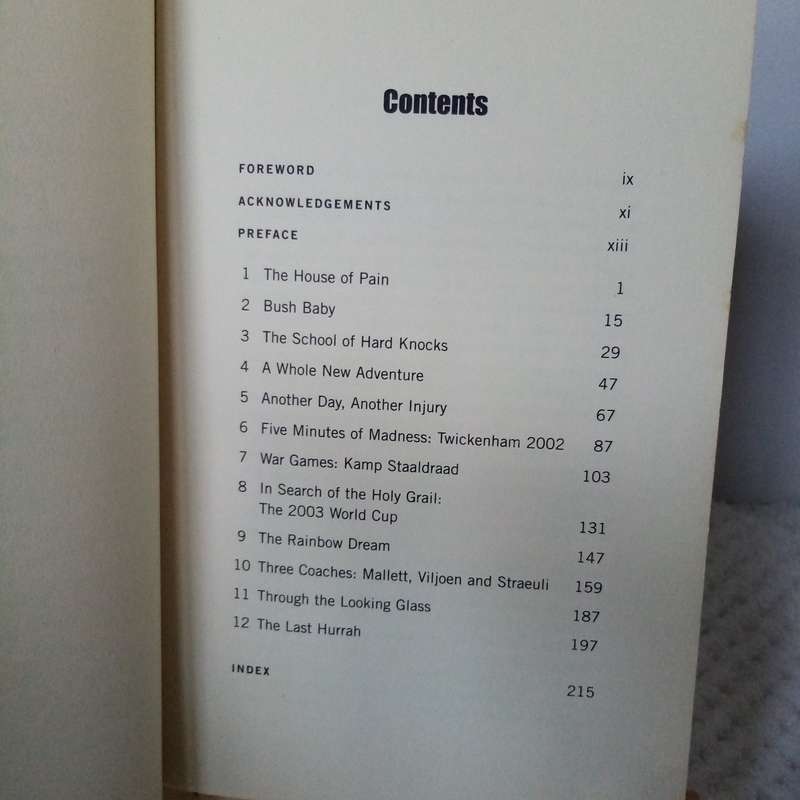 Contents
FOREWORD ix
ACKNOWLEDGEMENTS xi
PREFACE xiii
1 The House of Pain 1
2 Bush Baby 15
3 The School of Hard Knocks 29
4 A Whole New Adventure 47
5 Another Day, Another Injury 67
6 Five Minutes of Madness: Twickenham 2002 87
7 War Games: Kamp Staaldraad 103
8 In Search of the Holy Grail:
The 2003 World Cup 131
9 The Rainbow Dream 147
10 Three Coaches: Mallett, Viljoen and Straeuli 159
11 Through the Looking Glass 187
12 The Last Hurrah 197
INDEX 215